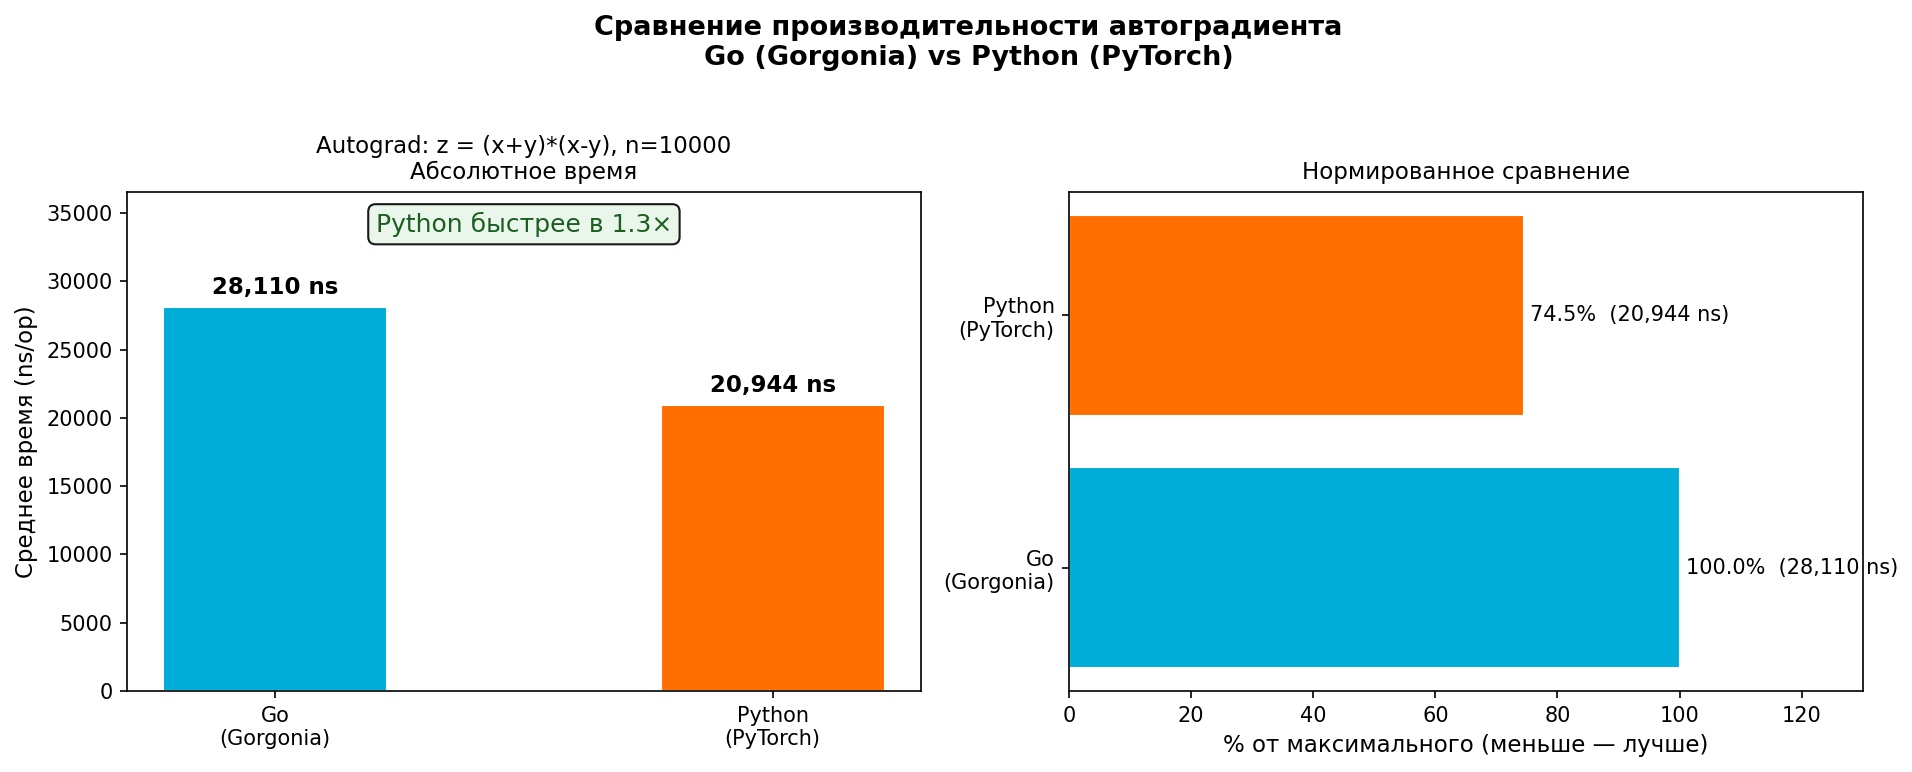 Сравнение производительности автоградиента
Go (Gorgonia) vs Python (PyTorch)
Autograd: z = (x+y)*(x-y), n=10000
Абсолютное время
Python быстрее в 1.3×
Среднее время (ns/op)
35000
30000
25000
20000
15000
10000
5000
0
28,110 ns
20,944 ns
Go
(Gorgonia)
Python
(PyTorch)
Нормированное сравнение
Python
(PyTorch)
74.5%  (20,944 ns)
Go
(Gorgonia)
100.0%  (28,110 ns)
0
20
40
60
80
100
120
% от максимального (меньше — лучше)